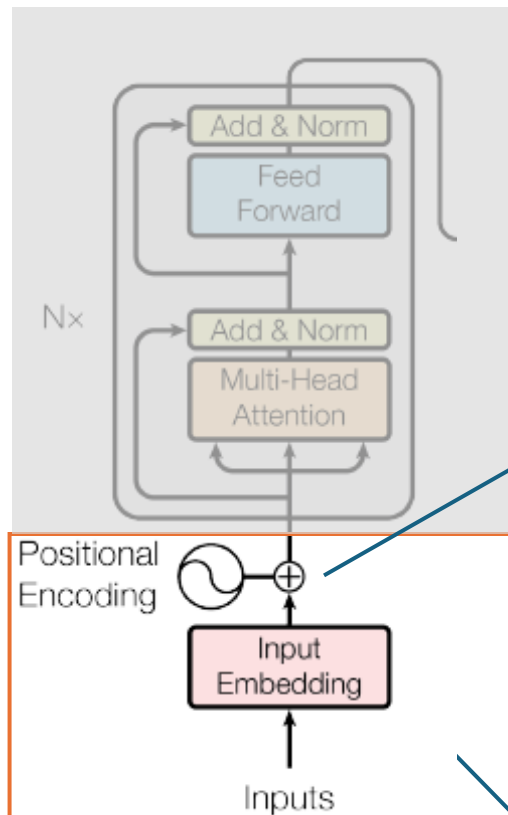 Add & Norm
Feed
Forward
Nx
Add & Norm
Multi-Head
Attention
Positional
Encoding
Input
Embedding
Inputs